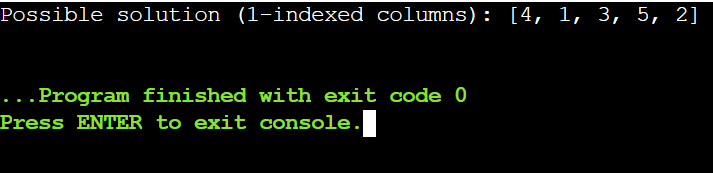 Possible solution (1-indexed columns): [4, 1, 3, 5, 2]
...Program finished with exit code 0
Press ENTER to exit console.